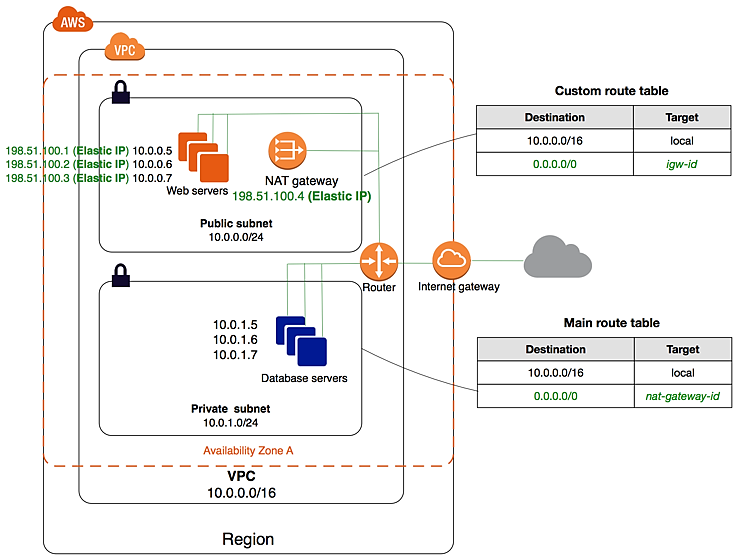 AWS
VPC
198.51.100.1 (Elastic IP) 10.0.0.5
198.51.100.2 (Elastic IP) 10.0.0.6
198.51.100.3 (Elastic IP) 10.0.0.7
Web servers
NAT gateway
198.51.100.4 (Elastic IP)
Public subnet
10.0.0.0/24
Custom route table
Destination Target
10.0.0.0/16 local
0.0.0.0/0 igw-id
Router
Internet gateway
10.0.1.5
10.0.1.6
10.0.1.7
Database servers
Private subnet
10.0.1.0/24
Main route table
Destination Target
10.0.0.0/16 local
0.0.0.0/0 nat-gateway-id
Availability Zone A
VPC
10.0.0.0/16
Region